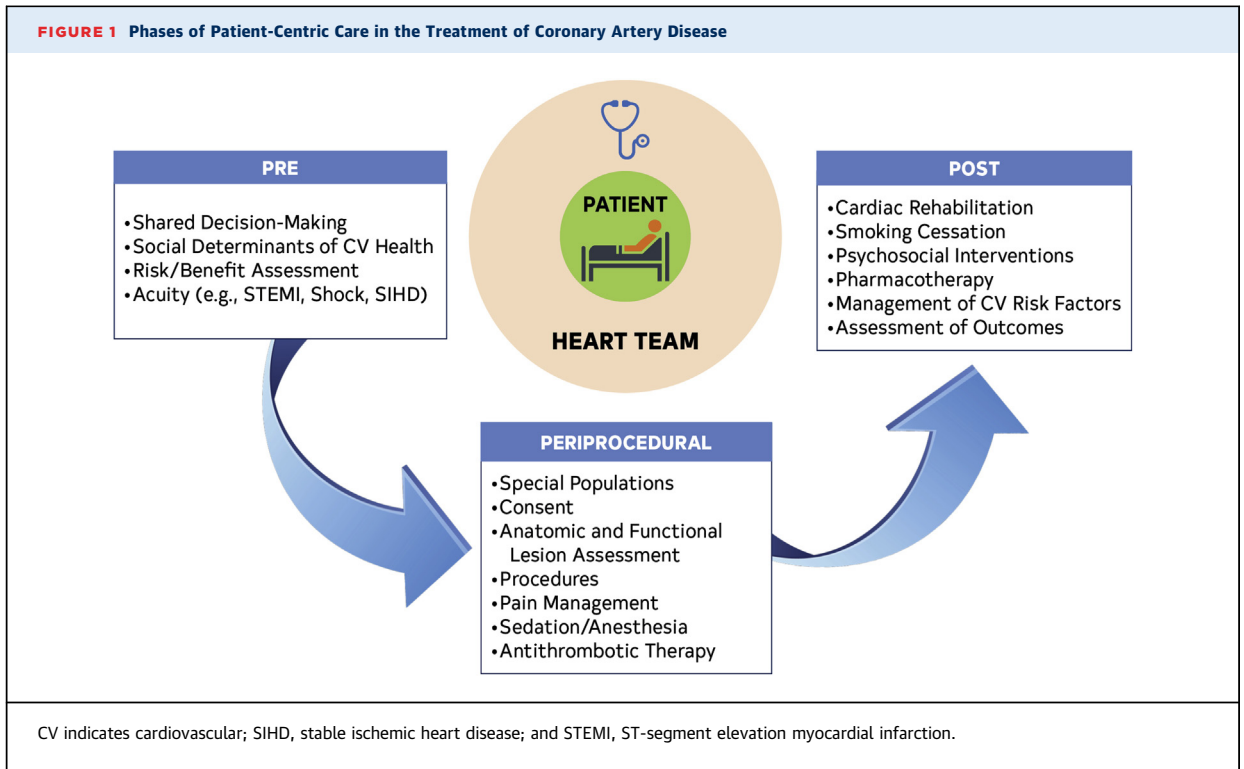 FIGURE 1 Phases of Patient-Centric Care in the Treatment of Coronary Artery Disease
PRE
•Shared Decision-Making
•Social Determinants of CV Health
•Risk/Benefit Assessment
•Acuity (e.g., STEMI, Shock, SIHD)
PATIENT
HEART TEAM
POST
•Cardiac Rehabilitation
•Smoking Cessation
•Psychosocial Interventions
•Pharmacotherapy
•Management of CV Risk Factors
•Assessment of Outcomes
PERIPROCEDURAL
•Special Populations
•Consent
•Anatomic and Functional
Lesion Assessment
•Procedures
•Pain Management
•Sedation/Anesthesia
•Antithrombotic Therapy
CV indicates cardiovascular; SIHD, stable ischemic heart disease; and STEMI, ST-segment elevation myocardial infarction.